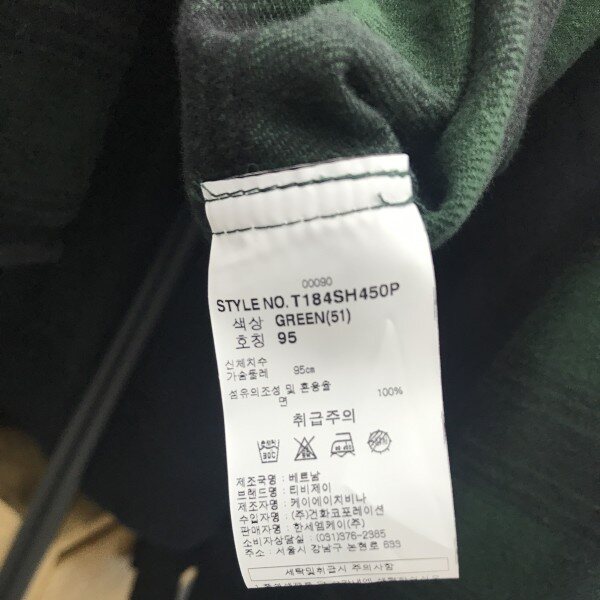 00090
STYLE NO. T184SH450P
색상 GREEN(51)
호칭 95
신체치수
가슴둘레 95cm
섬유의조성 및 혼용율
면 100%
취급주의
제조국명 : 베트남
브랜드명 : 티비제이
제조자명 : 케이에이치비나
수입자명 : (주)건화코포레이션
판매자명 : 한세엠케이(주)
소비자상담실 : (031)376-2385
주소 : 서울시 강남구 논현로 633
세탁및취급시 주의사항